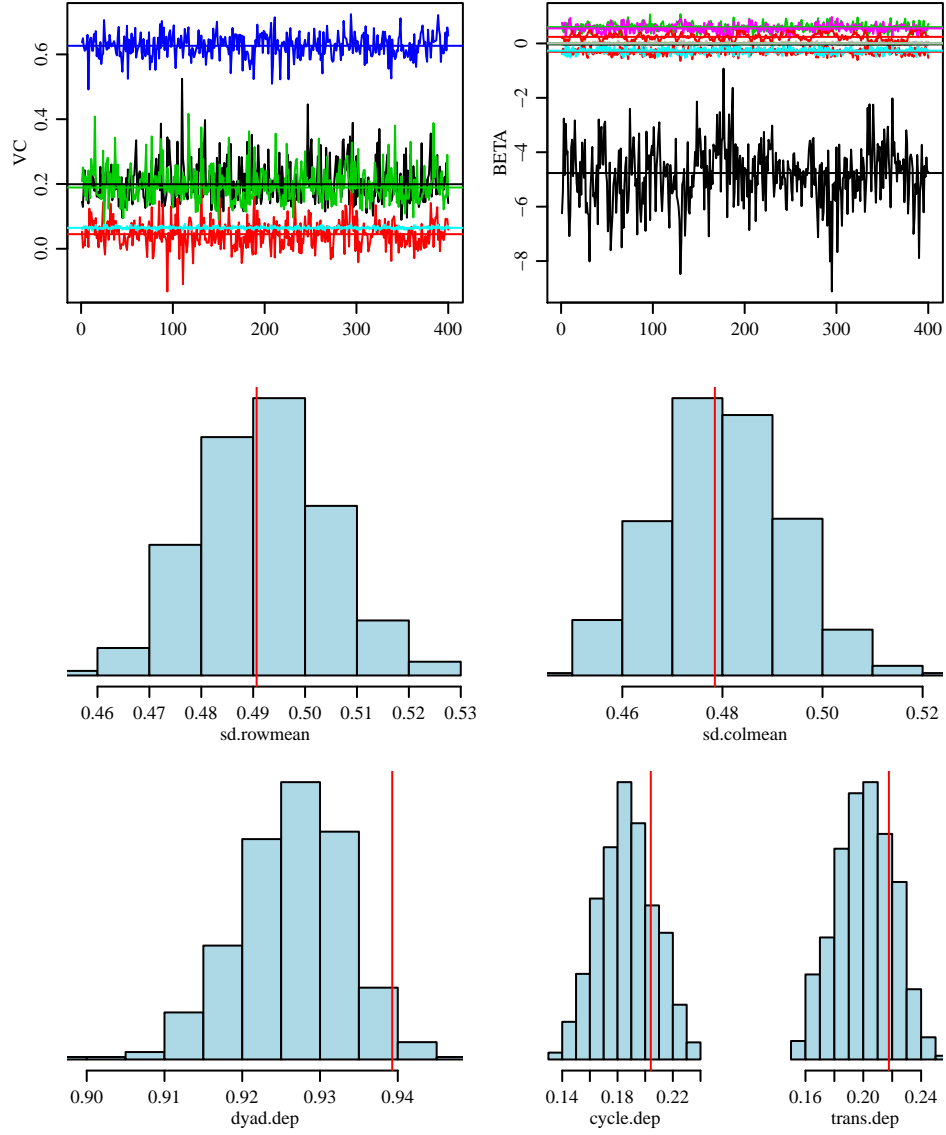 VC
0.0 0.2 0.4 0.6
0 100 200 300 400
BETA
−8 −6 −4 −2 0
0 100 200 300 400
0.46 0.47 0.48 0.49 0.50 0.51 0.52 0.53
sd.rowmean
0.46 0.48 0.50 0.52
sd.colmean
0.90 0.91 0.92 0.93 0.94
dyad.dep
0.14 0.18 0.22
cycle.dep
0.16 0.20 0.24
trans.dep